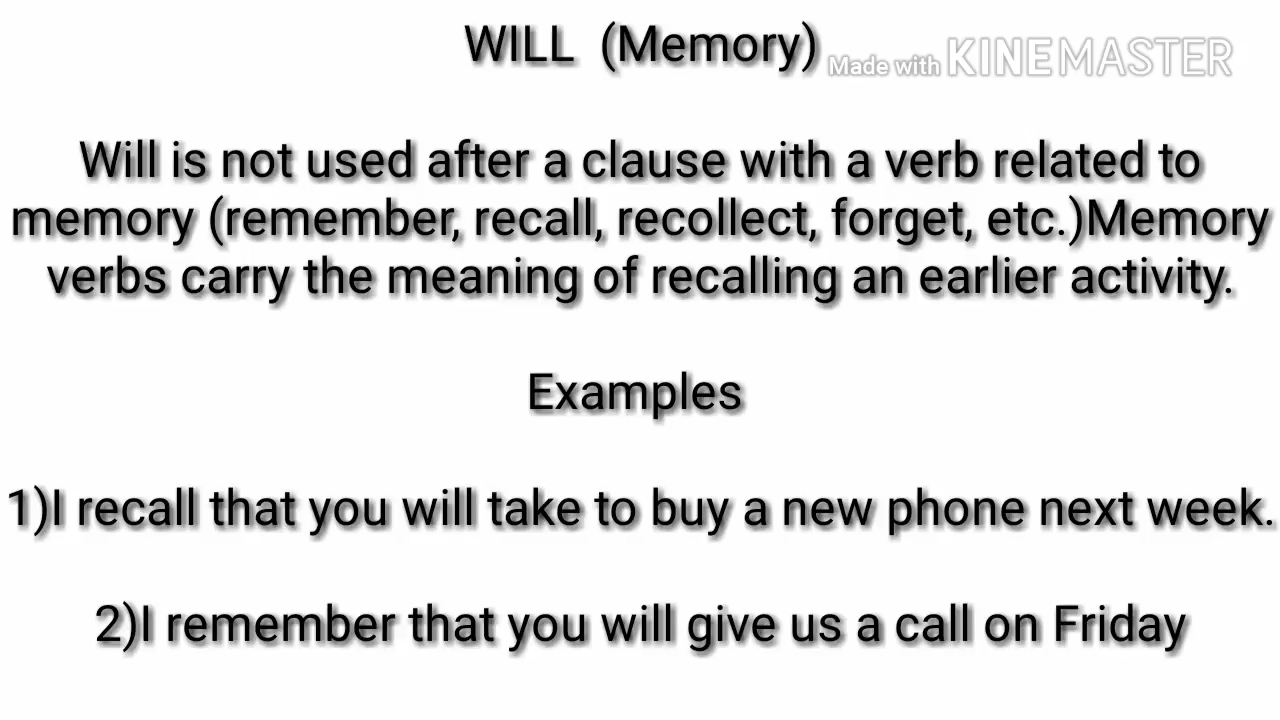 WILL (Memory)
Made with KINEMASTER
Will is not used after a clause with a verb related to
memory (remember, recall, recollect, forget, etc.)Memory
verbs carry the meaning of recalling an earlier activity.
Examples
1)I recall that you will take to buy a new phone next week.
2)I remember that you will give us a call on Friday